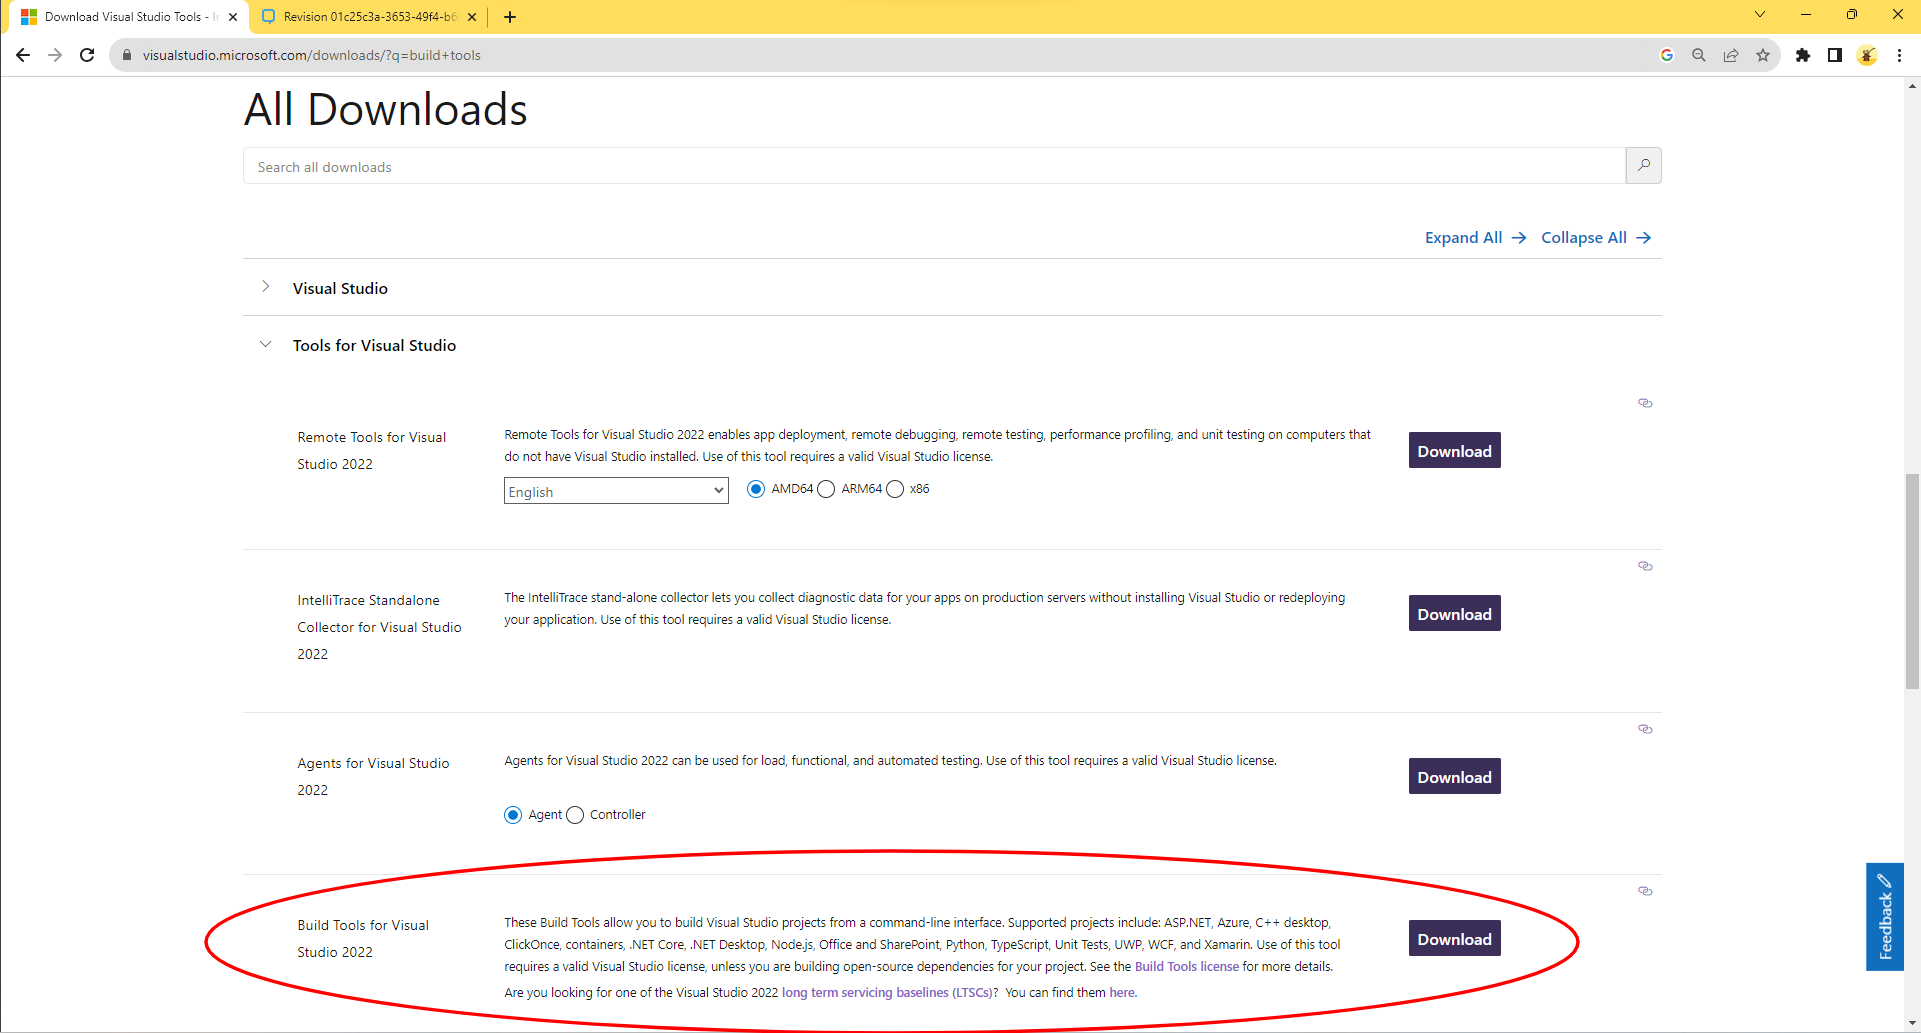 Download Visual Studio Tools - I
Revision 01c25c3a-3653-49f4-b6
visualstudio.microsoft.com/downloads/?q=build+tools
All Downloads
Search all downloads
Expand All
Collapse All
Visual Studio
Tools for Visual Studio
Remote Tools for Visual
Studio 2022
Remote Tools for Visual Studio 2022 enables app deployment, remote debugging, remote testing, performance profiling, and unit testing on computers that
do not have Visual Studio installed. Use of this tool requires a valid Visual Studio license.
English
AMD64 ARM64 x86
Download
IntelliTrace Standalone
Collector for Visual Studio
2022
The IntelliTrace stand-alone collector lets you collect diagnostic data for your apps on production servers without installing Visual Studio or redeploying
your application. Use of this tool requires a valid Visual Studio license.
Download
Agents for Visual Studio
2022
Agents for Visual Studio 2022 can be used for load, functional, and automated testing. Use of this tool requires a valid Visual Studio license.
Agent Controller
Download
Build Tools for Visual
Studio 2022
These Build Tools allow you to build Visual Studio projects from a command-line interface. Supported projects include: ASP.NET, Azure, C++ desktop,
ClickOnce, containers, .NET Core, .NET Desktop, Node.js, Office and SharePoint, Python, TypeScript, Unit Tests, UWP, WCF, and Xamarin. Use of this tool
requires a valid Visual Studio license, unless you are building open-source dependencies for your project. See the Build Tools license for more details.
Are you looking for one of the Visual Studio 2022 long term servicing baselines (LTSCs)? You can find them here.
Download
Feedback